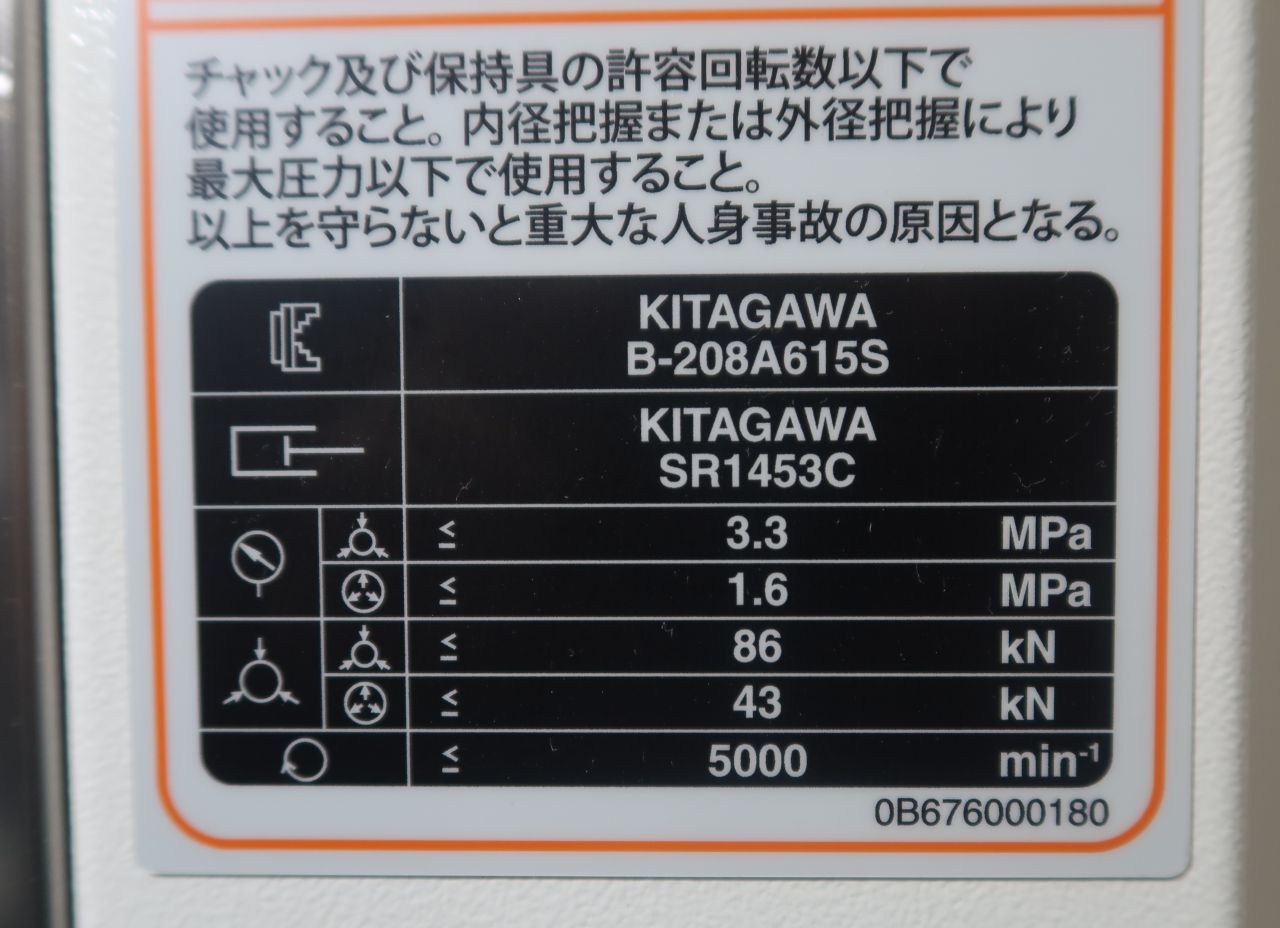 チャック及び保持具の許容回転数以下で
使用すること。内径把握または外径把握により
最大圧力以下で使用すること。
以上を守らないと重大な人身事故の原因となる。
KITAGAWA
B-208A615S
KITAGAWA
SR1453C
≤ 3.3 MPa
≤ 1.6 MPa
≤ 86 kN
≤ 43 kN
≤ 5000 min⁻¹
0B676000180